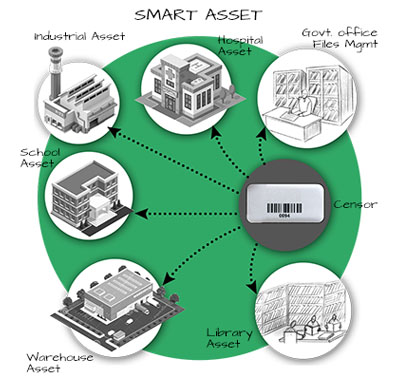 SMART ASSET
Industrial Asset
Hospital
Asset
Govt. office
Files Mgmt
School
Asset
Censor
0094
Library
Asset
Warehouse
Asset